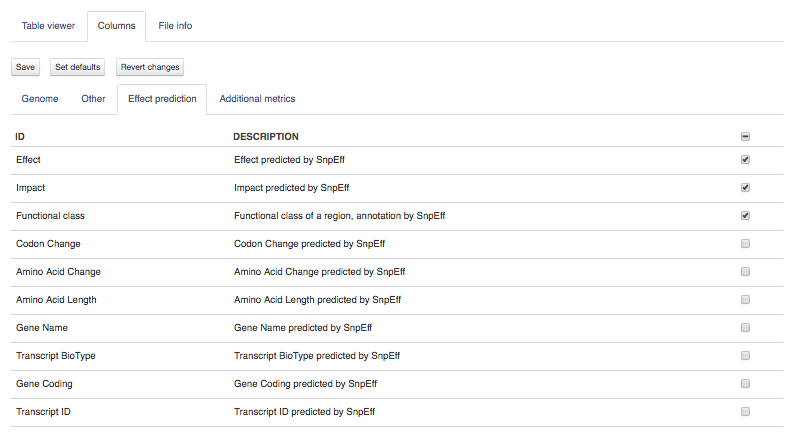 Table viewer Columns File info
Save Set defaults Revert changes
Genome Other Effect prediction Additional metrics
ID DESCRIPTION
Effect Effect predicted by SnpEff
Impact Impact predicted by SnpEff
Functional class Functional class of a region, annotation by SnpEff
Codon Change Codon Change predicted by SnpEff
Amino Acid Change Amino Acid Change predicted by SnpEff
Amino Acid Length Amino Acid Length predicted by SnpEff
Gene Name Gene Name predicted by SnpEff
Transcript BioType Transcript BioType predicted by SnpEff
Gene Coding Gene Coding predicted by SnpEff
Transcript ID Transcript ID predicted by SnpEff